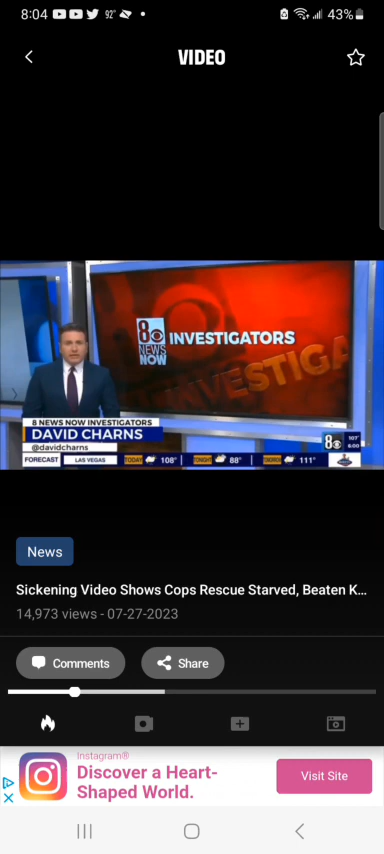 8:04
92°
43%
VIDEO
8
NEWS
NOW
INVESTIGATORS
INVESTIGA
8 NEWS NOW INVESTIGATORS
DAVID CHARNS
@davidcharns
8
107°
6:00
FORECAST
LAS VEGAS
TODAY
108°
TONIGHT
88°
111°
News
Sickening Video Shows Cops Rescue Starved, Beaten K...
14,973 views - 07-27-2023
Comments
Share
Instagram®
Discover a Heart-
Shaped World.
Visit Site